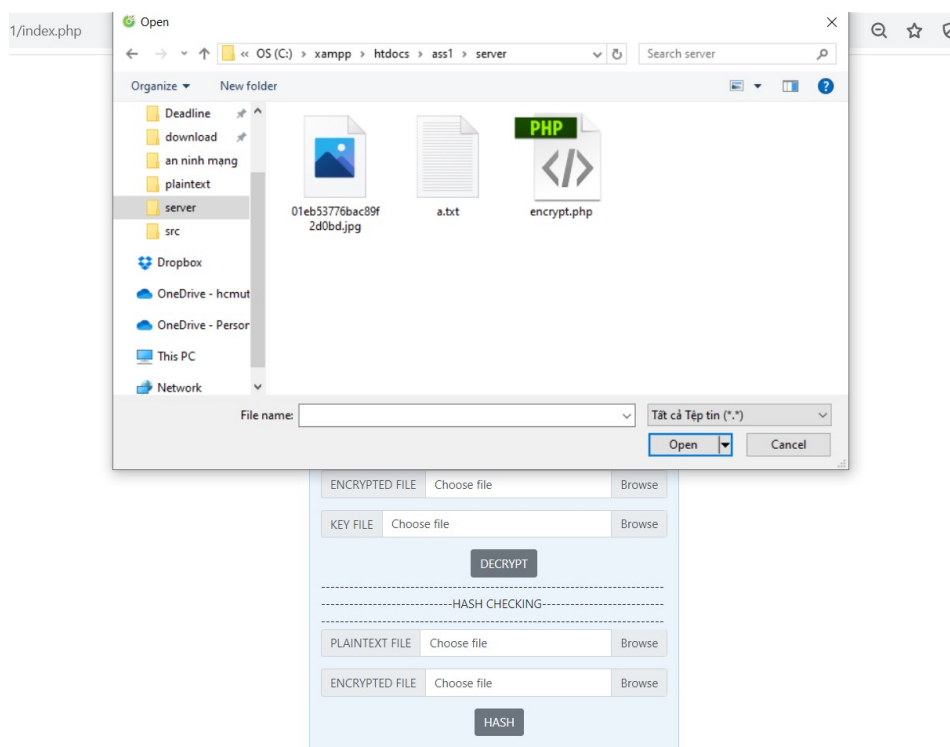 Open
1/index.php
« OS (C:) › xampp › htdocs › ass1 › server
Search server
Organize
New folder
Deadline
download
an ninh mạng
plaintext
server
src
Dropbox
OneDrive - hcmut
OneDrive - Person
This PC
Network
01eb53776bac89f
2d0bd.jpg
a.txt
PHP
encrypt.php
File name:
Tất cả Tệp tin (*.*)
Open
Cancel
ENCRYPTED FILE Choose file Browse
KEY FILE Choose file Browse
DECRYPT
--------------------------HASH CHECKING------------------------
PLAINTEXT FILE Choose file Browse
ENCRYPTED FILE Choose file Browse
HASH